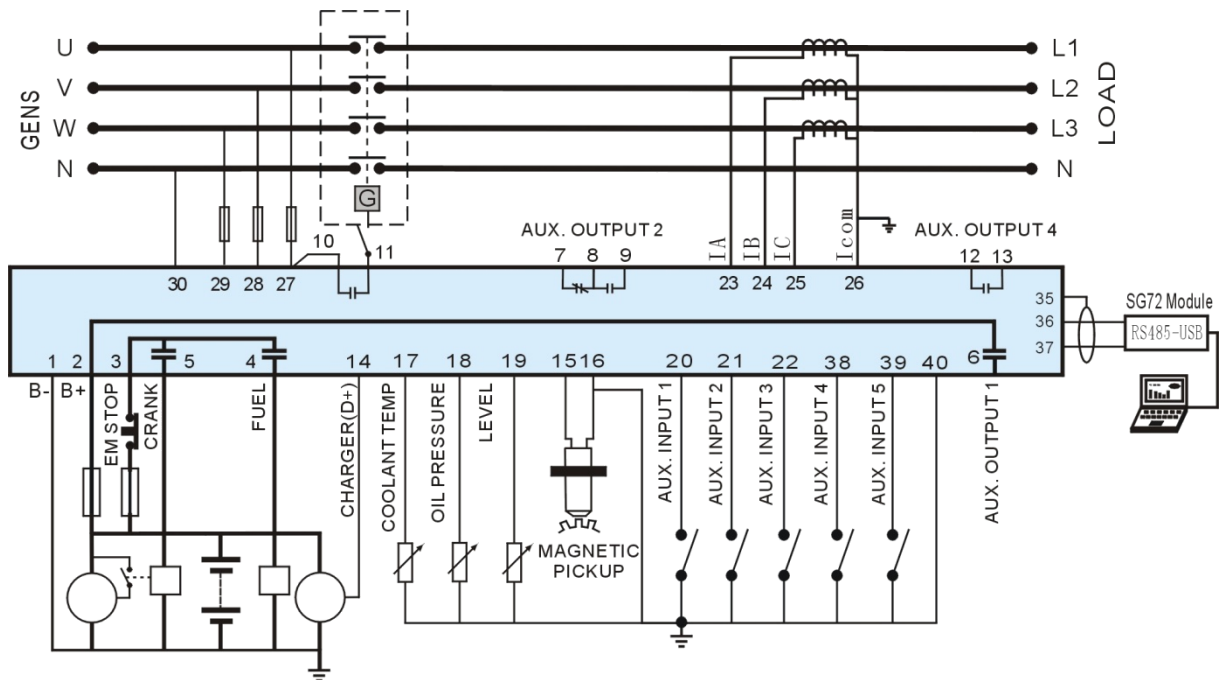 GENS
U
V
W
N
L1
L2
L3
N
LOAD
G
10
11
AUX. OUTPUT 2
7 8 9
IA
IB
IC
Icom
AUX. OUTPUT 4
12 13
30 29 28 27
23 24 25 26
35
36
37
SG72 Module
RS485-USB
1 2 3 5 4 14 17 18 19 15 16 20 21 22 38 39 40 6
B- B+
EM STOP
CRANK
FUEL
CHARGER(D+)
COOLANT TEMP
OIL PRESSURE
LEVEL
MAGNETIC
PICKUP
AUX. INPUT 1
AUX. INPUT 2
AUX. INPUT 3
AUX. INPUT 4
AUX. INPUT 5
AUX. OUTPUT 1